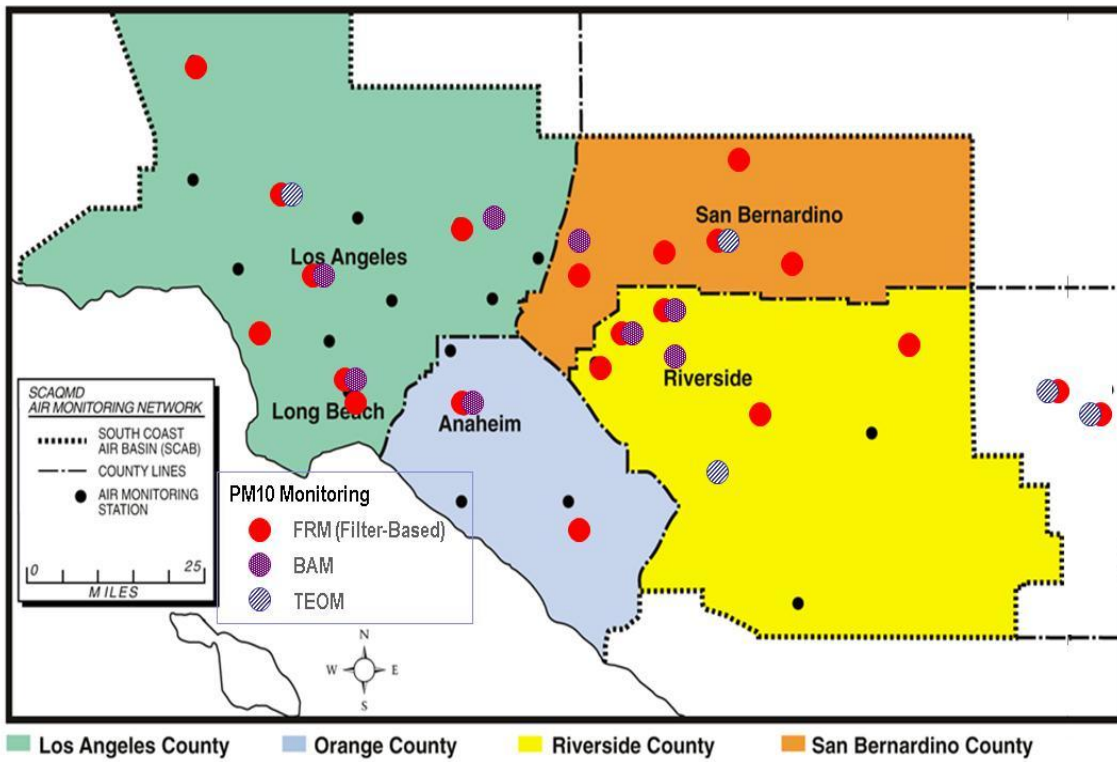 Los Angeles
San Bernardino
Long Beach
Anaheim
Riverside
SCAQMD
AIR MONITORING NETWORK
SOUTH COAST
AIR BASIN (SCAB)
COUNTY LINES
AIR MONITORING
STATION
0 25
MILES
PM10 Monitoring
FRM (Filter-Based)
BAM
TEOM
N
W E
S
Los Angeles County Orange County Riverside County San Bernardino County